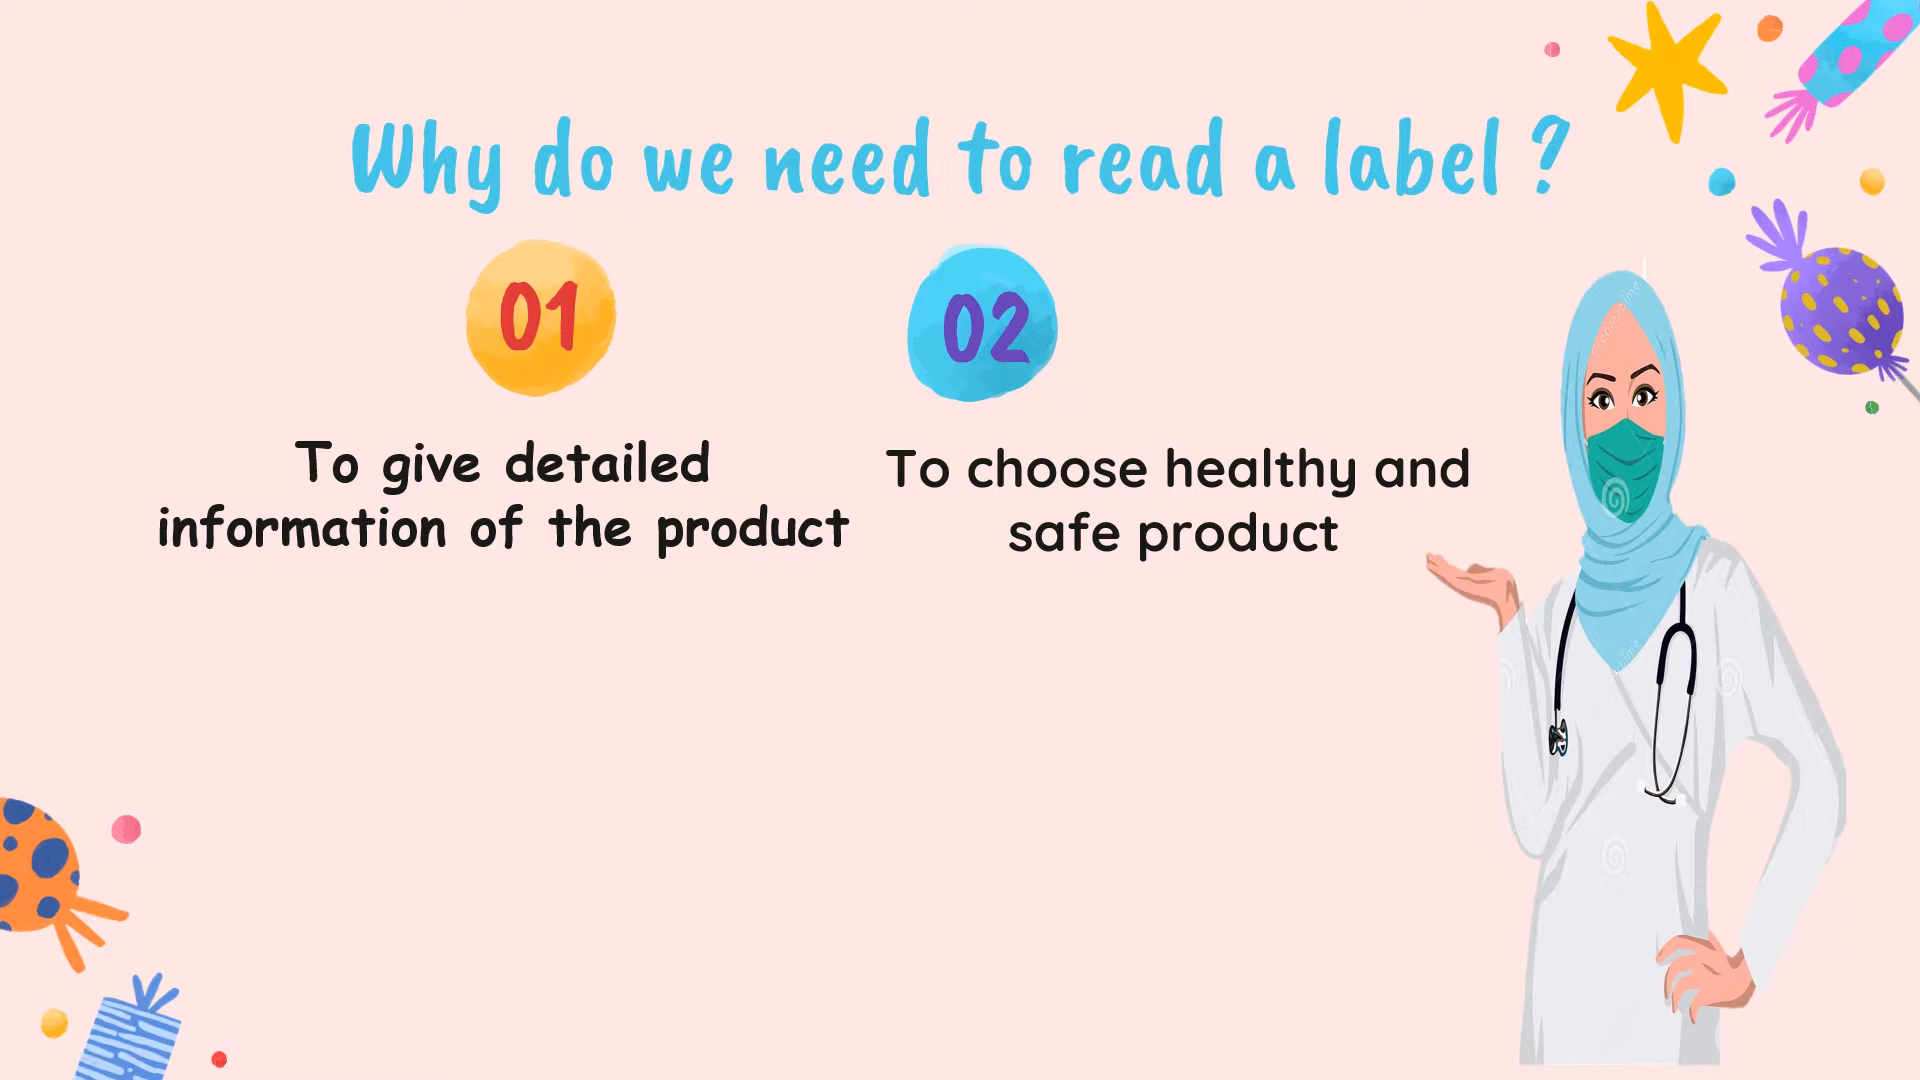 Why do we need to read a label ?
01
To give detailed
information of the product
02
To choose healthy and
safe product